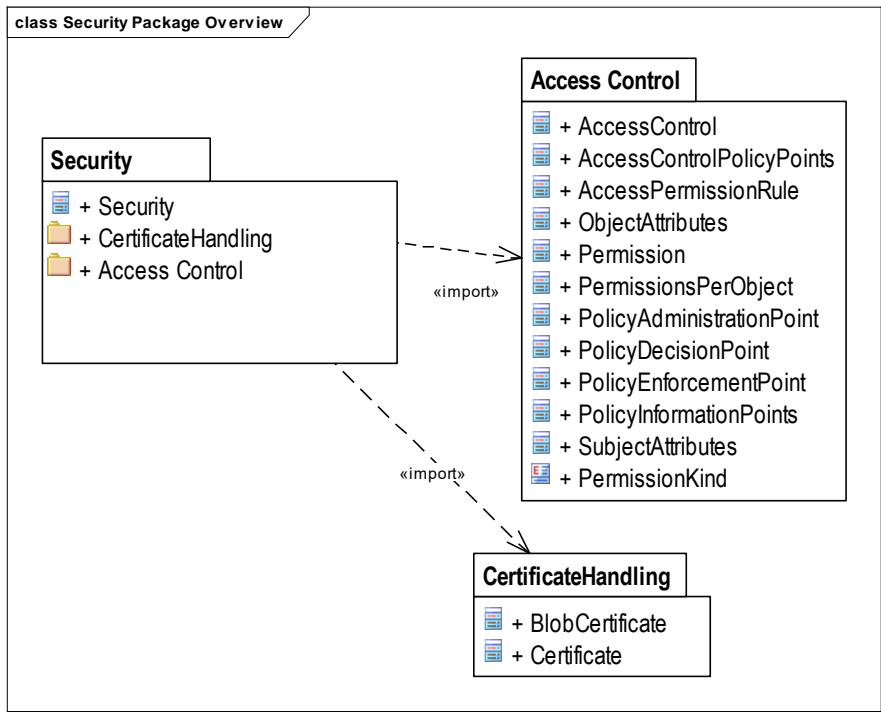 class Security Package Overview
Security
+ Security
+ CertificateHandling
+ Access Control
«import»
«import»
Access Control
+ AccessControl
+ AccessControlPolicyPoints
+ AccessPermissionRule
+ ObjectAttributes
+ Permission
+ PermissionsPerObject
+ PolicyAdministrationPoint
+ PolicyDecisionPoint
+ PolicyEnforcementPoint
+ PolicyInformationPoints
+ SubjectAttributes
E
+ PermissionKind
CertificateHandling
+ BlobCertificate
+ Certificate